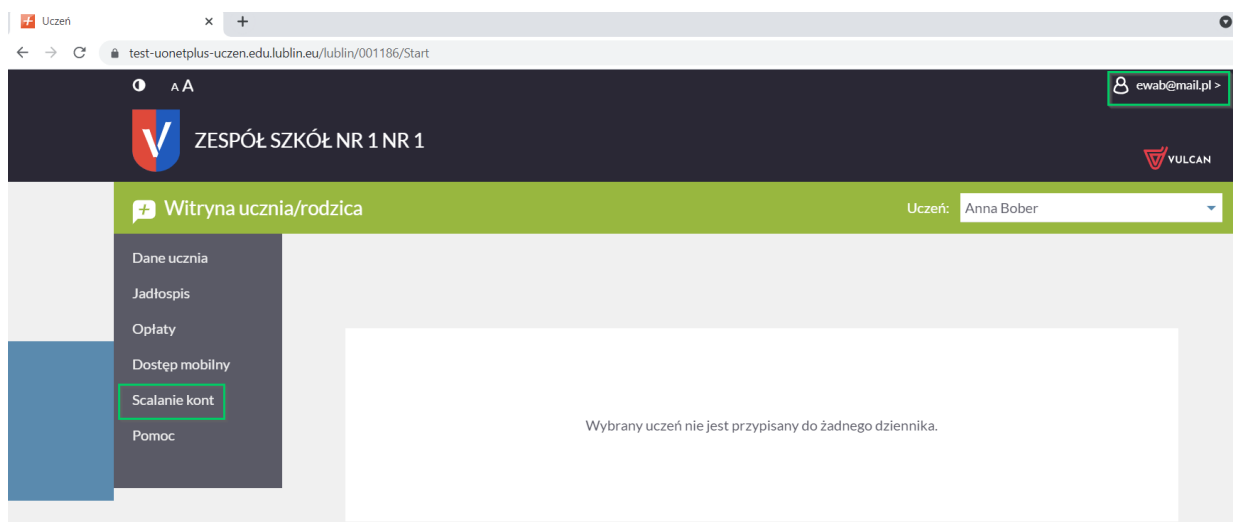 Uczeń
test-uonetplus-uczen.edu.lublin.eu/lublin/001186/Start
A A
ewab@mail.pl >
ZESPÓŁ SZKÓŁ NR 1 NR 1
VULCAN
Witryna ucznia/rodzica
Uczeń: Anna Bober
Dane ucznia
Jadłospis
Opłaty
Dostęp mobilny
Scalanie kont
Pomoc
Wybrany uczeń nie jest przypisany do żadnego dziennika.